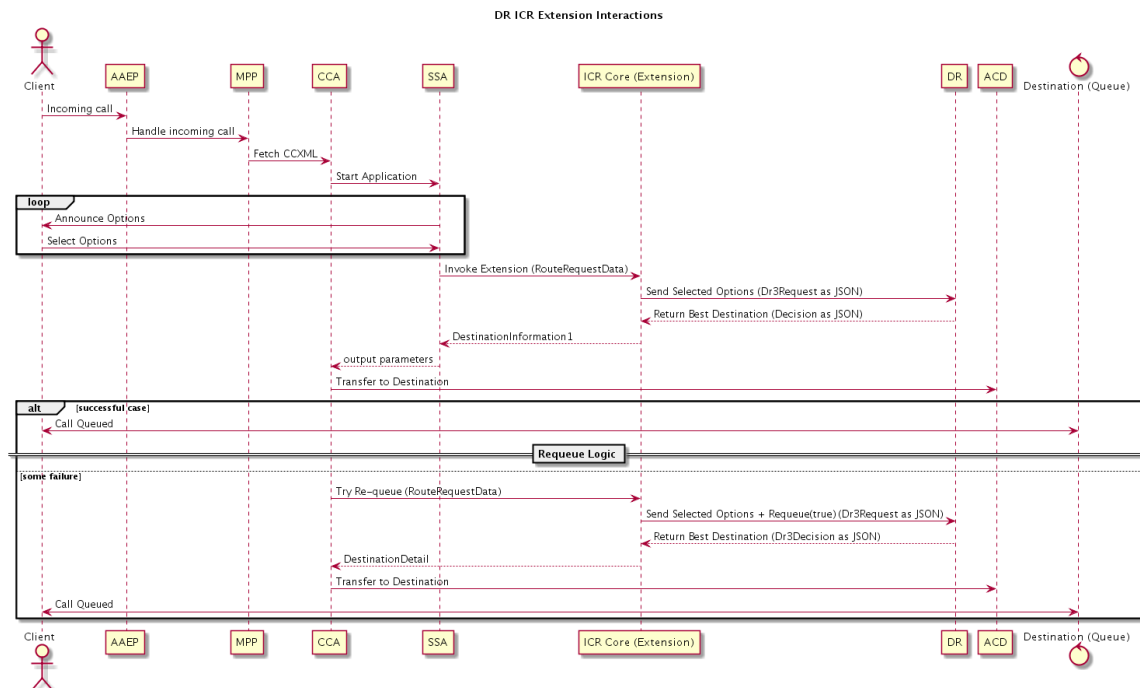 DR ICR Extension Interactions
Client
AAEP
MPP
CCA
SSA
ICR Core (Extension)
DR
ACD
Destination (Queue)
Incoming call
Handle incoming call
Fetch CCXML
Start Application
loop
Announce Options
Select Options
Invoke Extension (RouteRequestData)
Send Selected Options (Dr3Request as JSON)
Return Best Destination (Decision as JSON)
DestinationInformation1
output parameters
Transfer to Destination
alt [successful case]
Call Queued
Requeue Logic
[some failure]
Try Re-queue (RouteRequestData)
Send Selected Options + Requeue(true) (Dr3Request as JSON)
Return Best Destination (Dr3Decision as JSON)
DestinationDetail
Transfer to Destination
Call Queued
Client
AAEP
MPP
CCA
SSA
ICR Core (Extension)
DR
ACD
Destination (Queue)